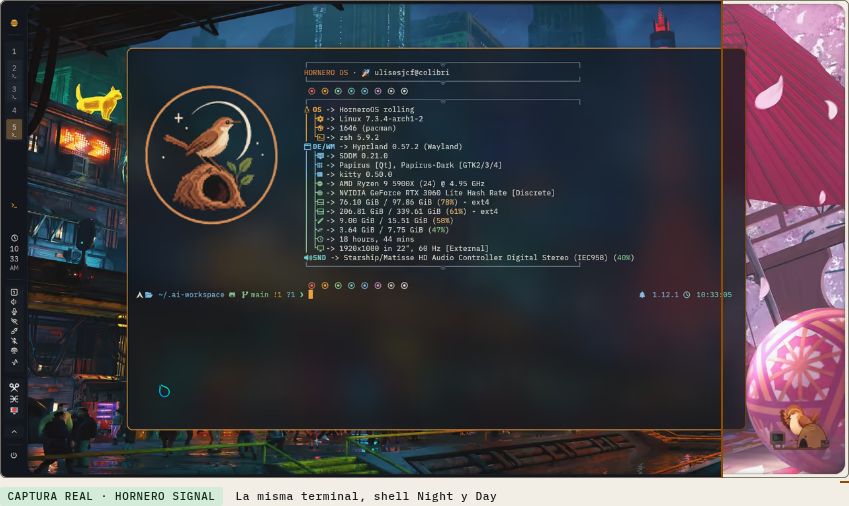 1
2
3
4
5
10
33
AM
HORNERO OS · 🚀 ulisesjcf@colibri
OS -> HorneroOS rolling
-> Linux 7.3.4-arch1-2
-> 1646 (pacman)
-> zsh 5.9.2
DE/WM -> Hyprland 0.57.2 (Wayland)
-> SDDM 0.21.0
-> Papirus [Qt], Papirus-Dark [GTK2/3/4]
-> kitty 0.50.0
-> AMD Ryzen 9 5900X (24) @ 4.95 GHz
-> NVIDIA GeForce RTX 3060 Lite Hash Rate [Discrete]
-> 76.10 GiB / 97.86 GiB (78%) - ext4
-> 206.81 GiB / 339.61 GiB (61%) - ext4
-> 9.00 GiB / 15.51 GiB (58%)
-> 3.64 GiB / 7.75 GiB (47%)
-> 18 hours, 44 mins
-> 1920x1080 in 22", 60 Hz [External]
SND -> Starship/Matisse HD Audio Controller Digital Stereo (IEC958) (40%)
~/.ai-workspace main !1 ?1 ❯ 1.12.1 10:33:05
CAPTURA REAL · HORNERO SIGNAL La misma terminal, shell Night y Day